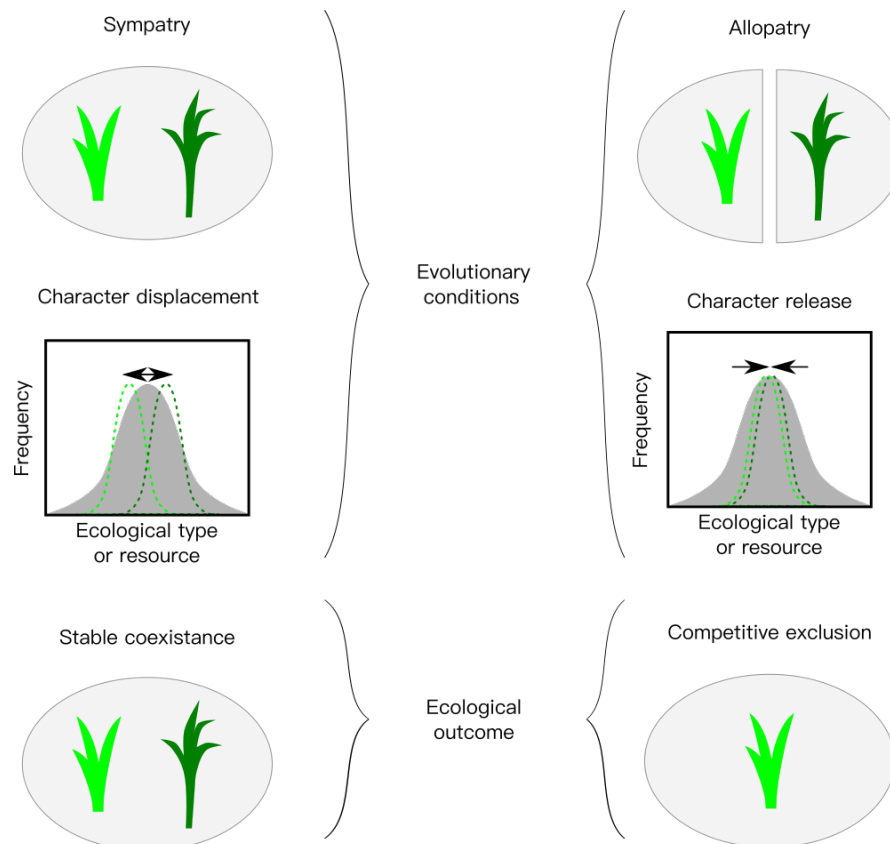 Sympatry
Allopatry
Evolutionary
conditions
Character displacement
Character release
Frequency
Frequency
Ecological type
or resource
Ecological type
or resource
Stable coexistance
Competitive exclusion
Ecological
outcome